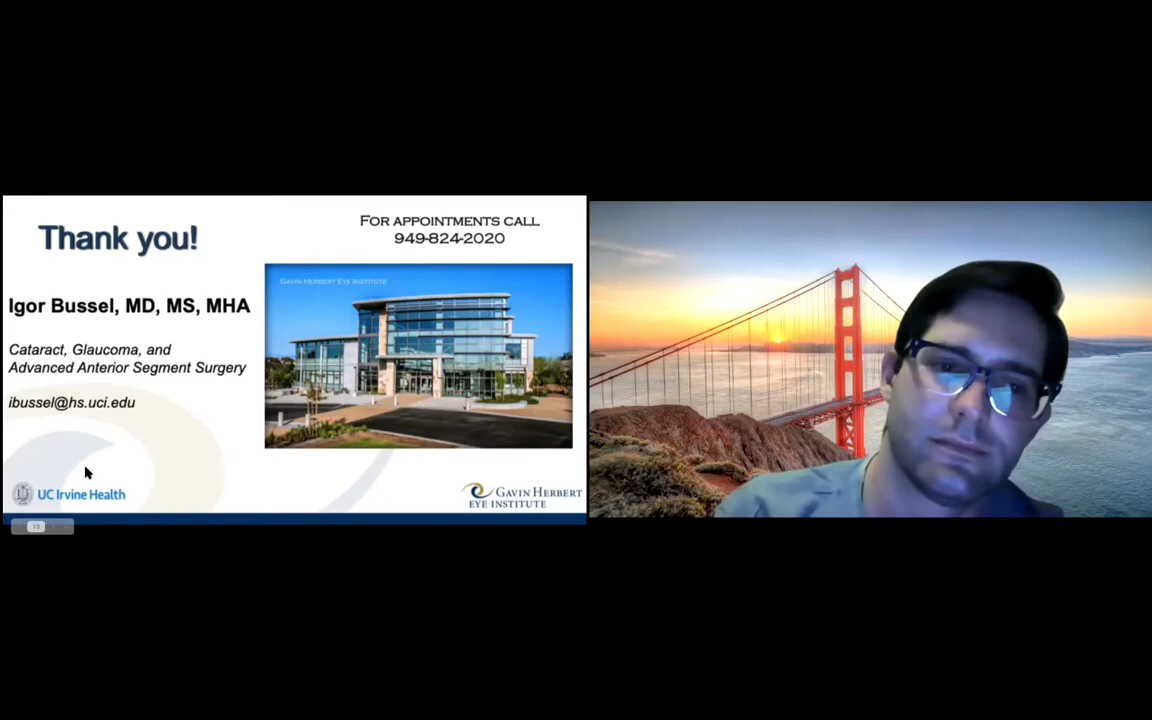 Thank you!
FOR APPOINTMENTS CALL
949-824-2020
GAVIN HERBERT EYE INSTITUTE
Igor Bussel, MD, MS, MHA
Cataract, Glaucoma, and
Advanced Anterior Segment Surgery
ibussel@hs.uci.edu
UC Irvine Health
GAVIN HERBERT
EYE INSTITUTE
13